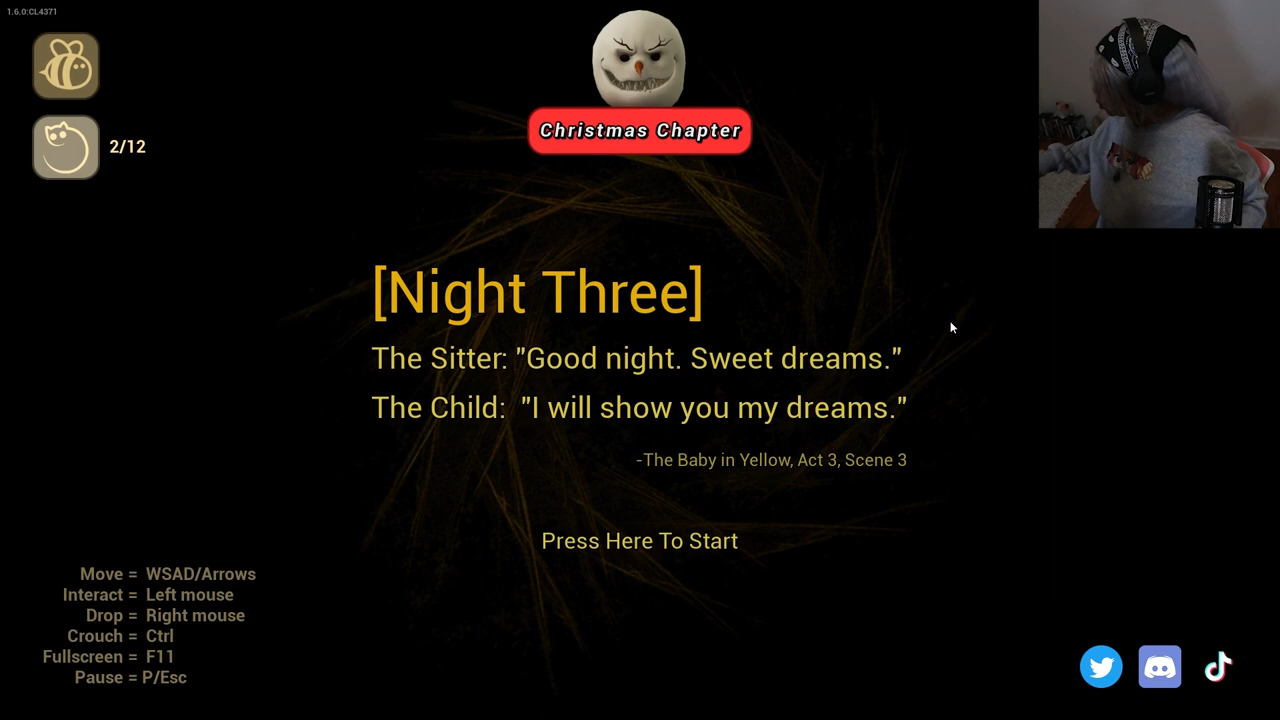 1.6.0:CL4371
Christmas Chapter
2/12
[Night Three]
The Sitter: "Good night. Sweet dreams."
The Child: "I will show you my dreams."
-The Baby in Yellow, Act 3, Scene 3
Press Here To Start
Move = WSAD/Arrows
Interact = Left mouse
Drop = Right mouse
Crouch = Ctrl
Fullscreen = F11
Pause = P/Esc